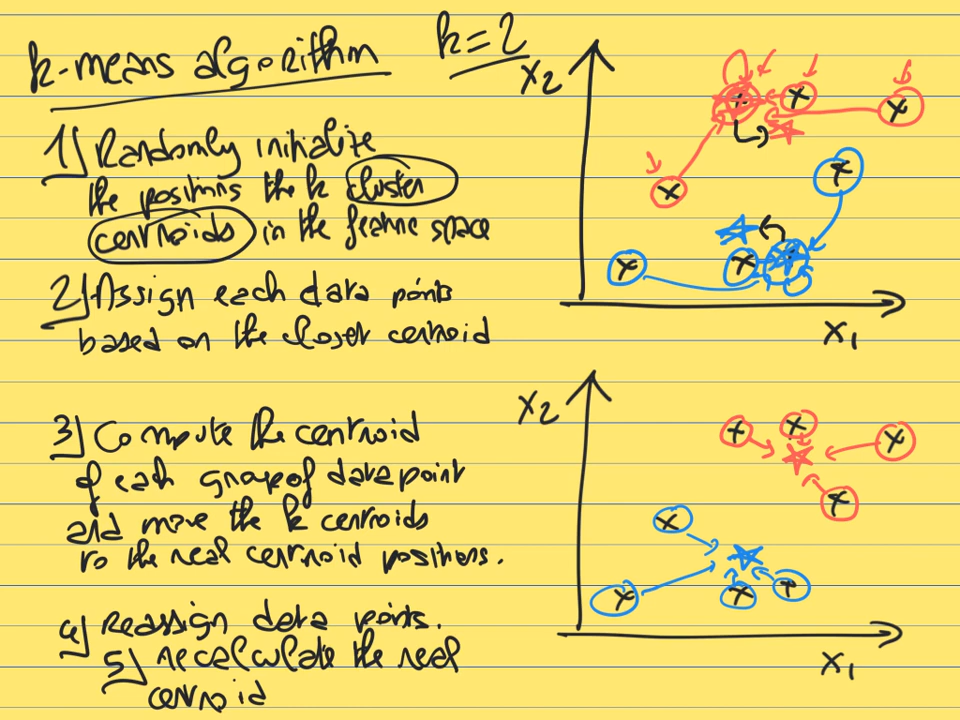 k-means algorithm
k=2
1) Randomly initialize
the positions the k cluster
centroids in the feature space
2) Assign each data points
based on the closer centroid
3) Compute the centroid
of each group of data point
and move the k centroids
to the real centroid positions.
4) Reassign data points.
5) recalculate the real
centroid
X2
X1
X2
X1